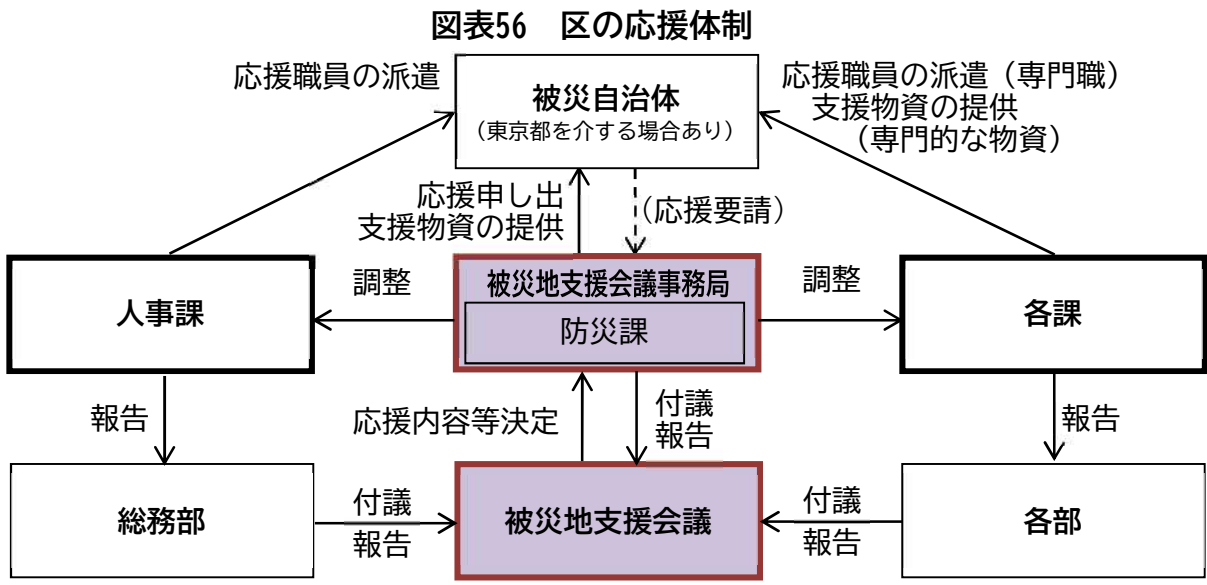 図表56　区の応援体制
応援職員の派遣
被災自治体
（東京都を介する場合あり）
応援職員の派遣（専門職）
支援物資の提供
（専門的な物資）
応援申し出
支援物資の提供
（応援要請）
人事課
調整
被災地支援会議事務局
防災課
調整
各課
報告
応援内容等決定
付議
報告
報告
総務部
付議
報告
被災地支援会議
付議
報告
各部